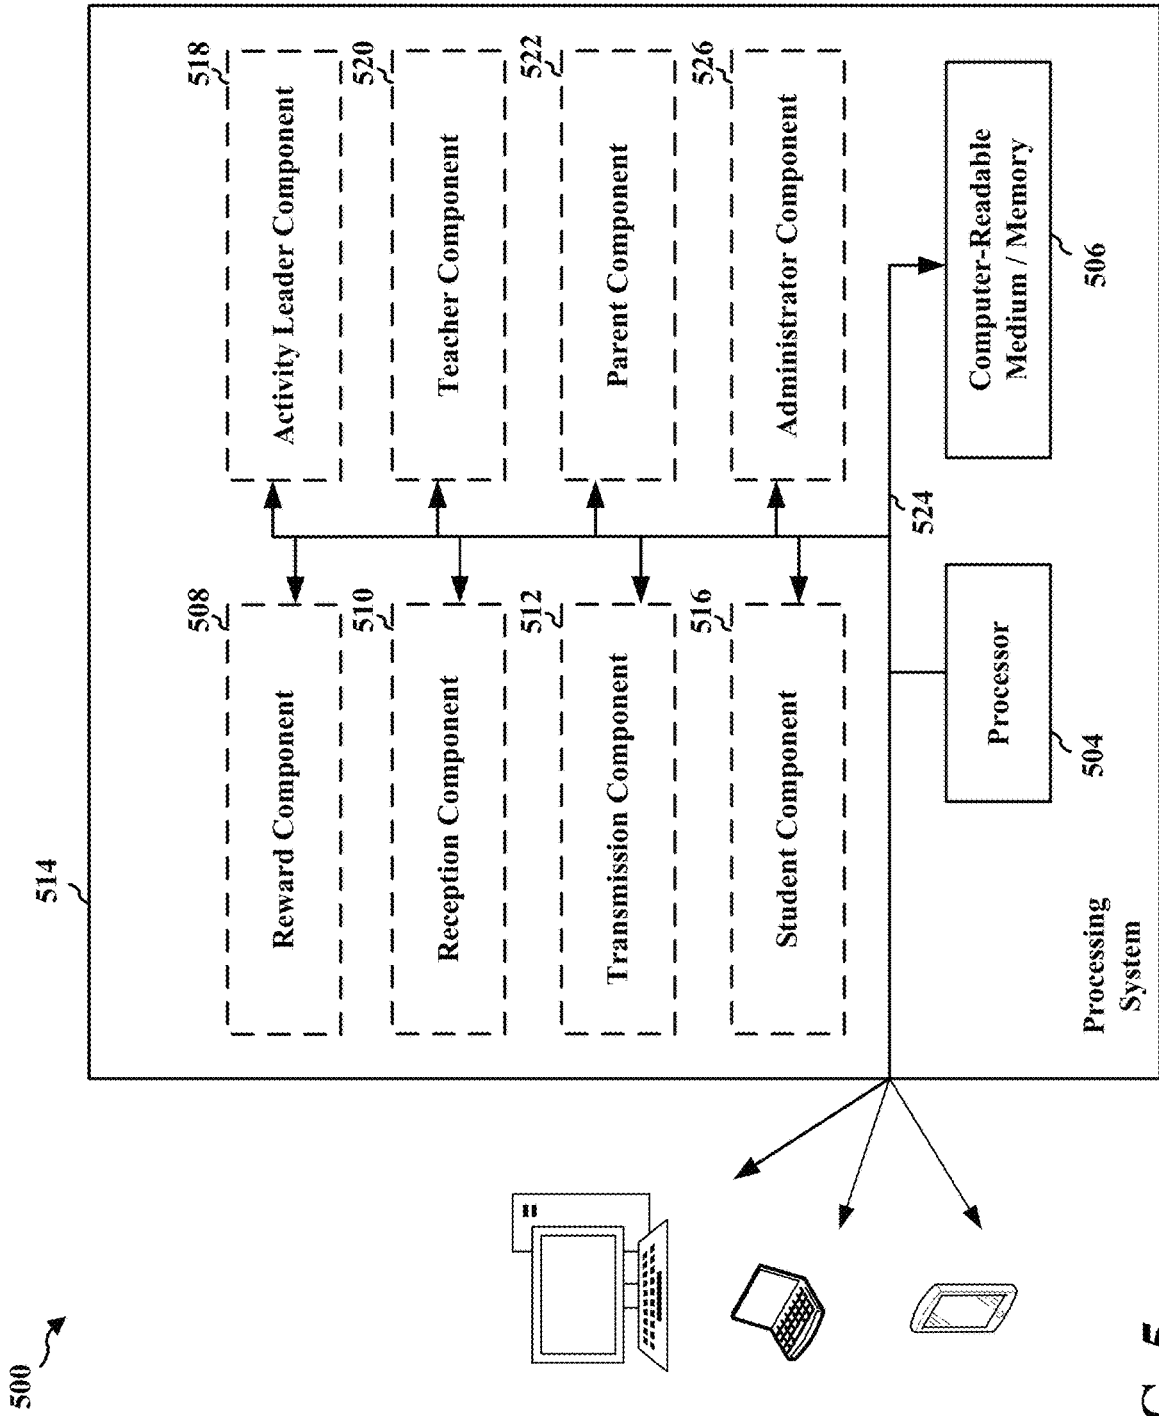 500
514
508
518
Reward Component
Activity Leader Component
510
520
Reception Component
Teacher Component
512
522
Transmission Component
Parent Component
516
526
Student Component
Administrator Component
524
Processor
Computer-Readable
Medium / Memory
504
506
Processing
System